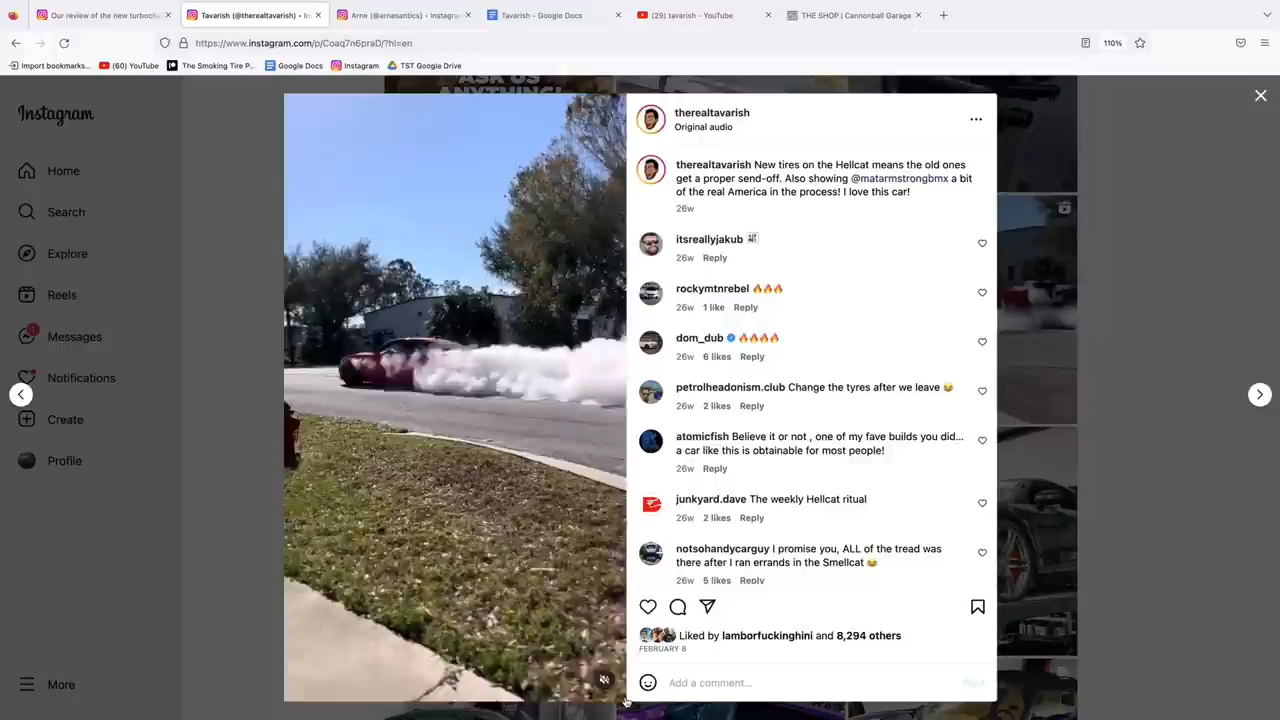 Our review of the new turbocha
Tavarish (@therealtavarish) • In
Arne (@arnesantics) • Instagram
Tavarish - Google Docs
(29) tavarish - YouTube
THE SHOP | Cannonball Garage
https://www.instagram.com/p/Coaq7n6praD/?hl=en
110%
Import bookmarks...
(60) YouTube
The Smoking Tire P...
Google Docs
Instagram
TST Google Drive
ASK US
ANYTHING!
Instagram
Home
Search
Explore
Reels
1
Messages
Notifications
Create
Profile
More
therealtavarish
Original audio
therealtavarish New tires on the Hellcat means the old ones
get a proper send-off. Also showing @matarmstrongbmx a bit
of the real America in the process! I love this car!
26w
itsreallyjakub
26w Reply
rockymtnrebel 🔥🔥🔥
26w 1 like Reply
dom_dub 🔥🔥🔥🔥
26w 6 likes Reply
petrolheadonism.club Change the tyres after we leave 😂
26w 2 likes Reply
atomicfish Believe it or not , one of my fave builds you did...
a car like this is obtainable for most people!
26w Reply
junkyard.dave The weekly Hellcat ritual
26w 2 likes Reply
notsohandycarguy I promise you, ALL of the tread was
there after I ran errands in the Smellcat 😂
26w 5 likes Reply
Liked by lamborfuckinghini and 8,294 others
FEBRUARY 8
Add a comment...
Post